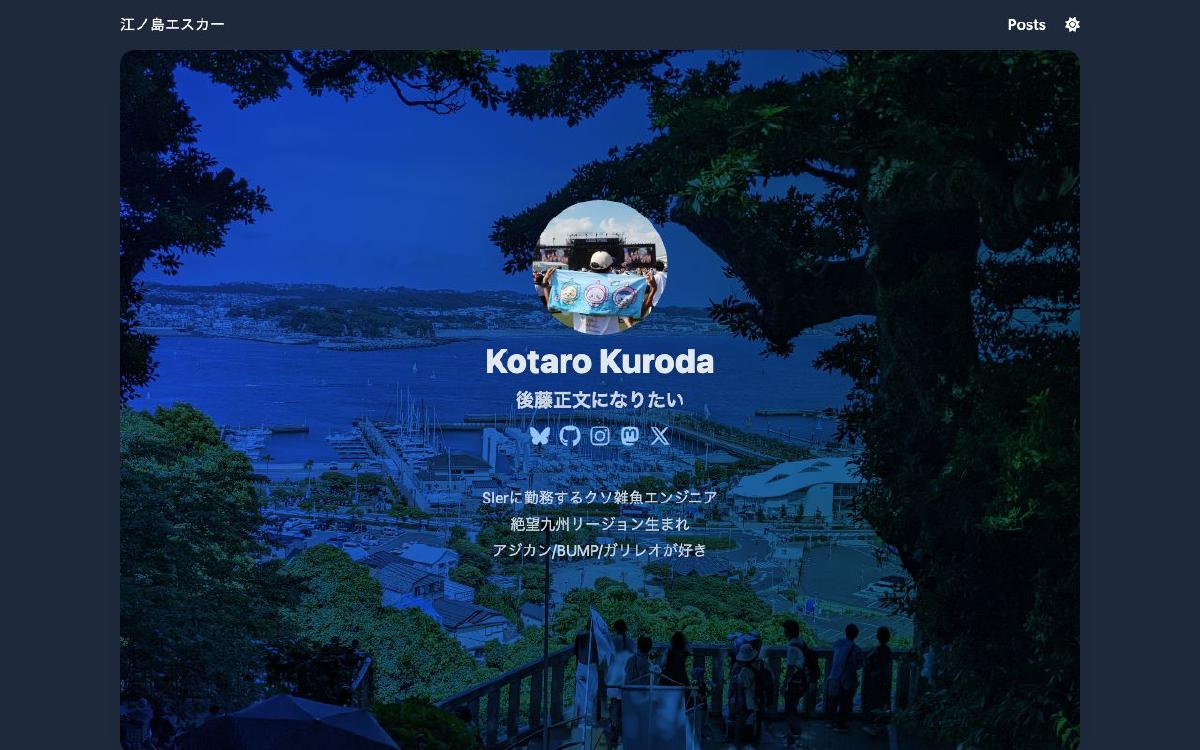 江ノ島エスカー
Posts
Kotaro Kuroda
後藤正文になりたい
SIerに勤務するクソ雑魚エンジニア
絶望九州リージョン生まれ
アジカン/BUMP/ガリレオが好き